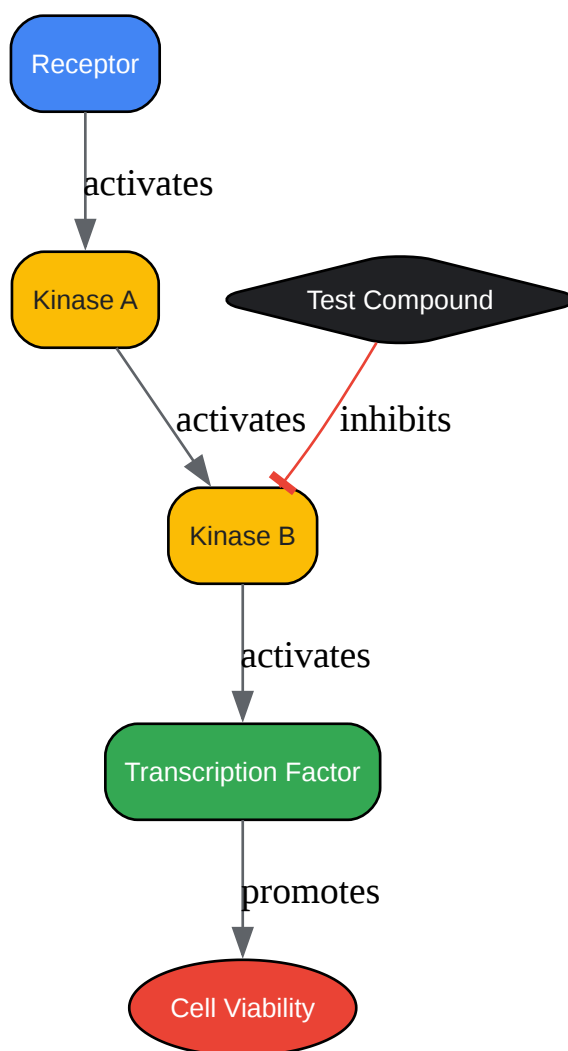 Receptor
activates
Kinase A
Test Compound
activates
inhibits
Kinase B
activates
Transcription Factor
promotes
Cell Viability